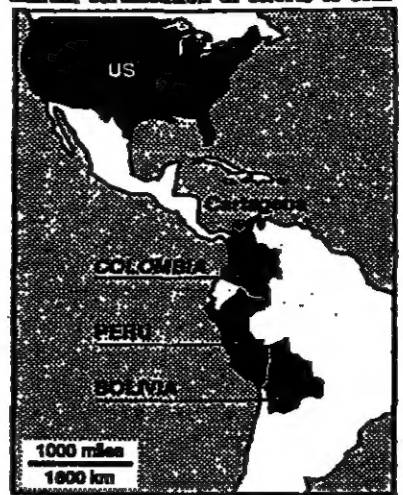 US
Cartagena
COLOMBIA
PERU
BOLIVIA
1000 miles
1600 km